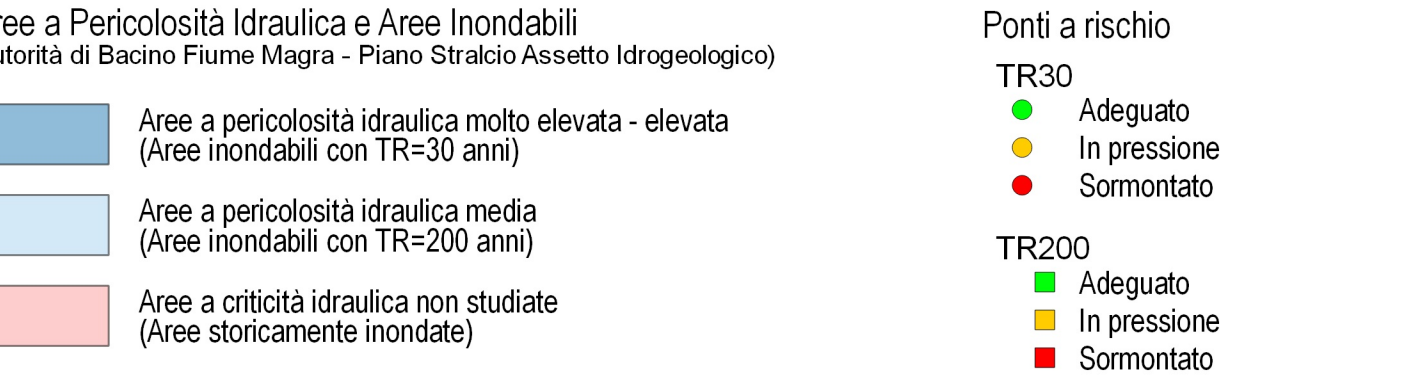 ree a Pericolosità Idraulica e Aree Inondabili
utorità di Bacino Fiume Magra - Piano Stralcio Assetto Idrogeologico)
Aree a pericolosità idraulica molto elevata - elevata
(Aree inondabili con TR=30 anni)
Aree a pericolosità idraulica media
(Aree inondabili con TR=200 anni)
Aree a criticità idraulica non studiate
(Aree storicamente inondate)
Ponti a rischio
TR30
Adeguato
In pressione
Sormontato
TR200
Adeguato
In pressione
Sormontato